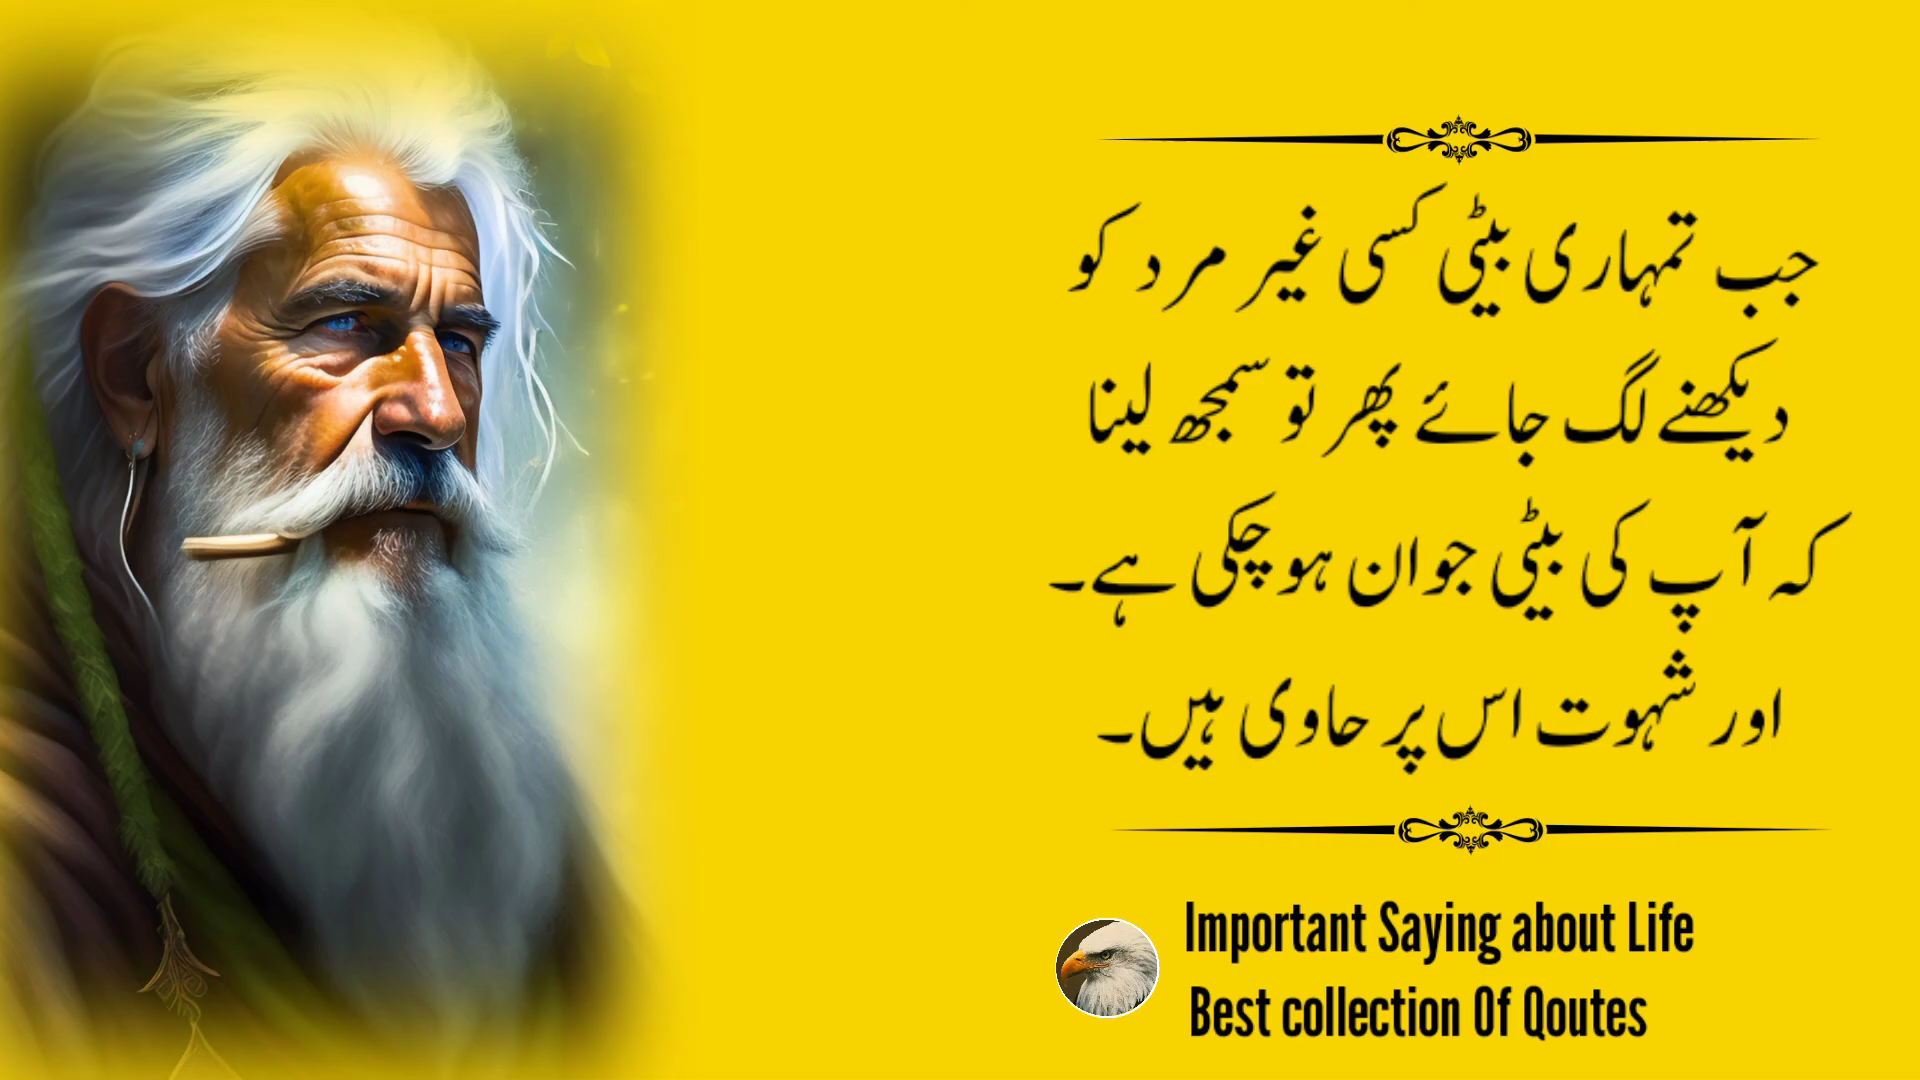 جب تمہاری بیٹی کسی غیر مرد کو
دیکھنے لگ جائے پھر تو سمجھ لینا
کہ آپ کی بیٹی جوان ہو چکی ہے۔
اور شہوت اس پر حاوی ہیں۔
Important Saying about Life
Best collection Of Qoutes